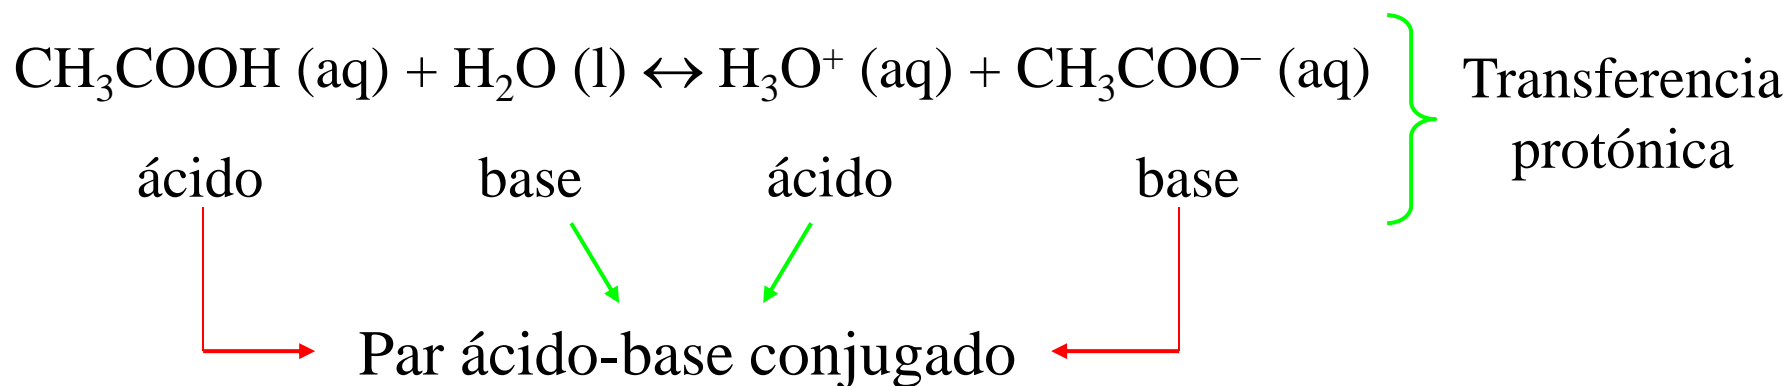 CH₃COOH (aq) + H₂O (l) ↔ H₃O⁺ (aq) + CH₃COO⁻ (aq)
Transferencia
protónica
ácido base ácido base
Par ácido-base conjugado